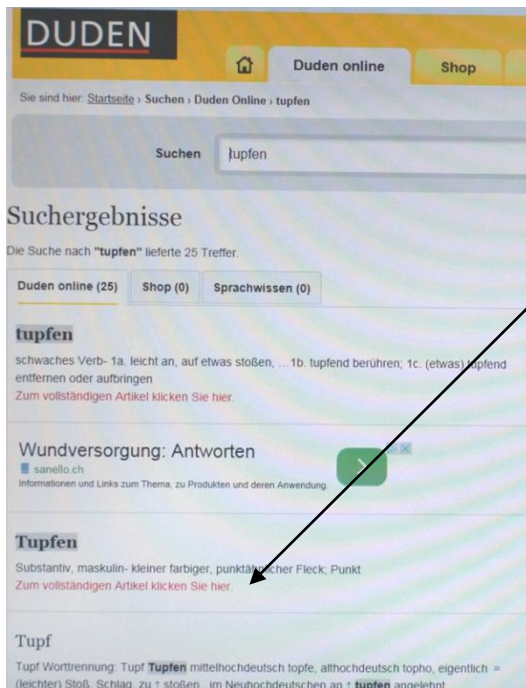 DUDEN
Duden online
Shop
Sie sind hier: Startseite › Suchen › Duden Online › tupfen
Suchen
tupfen
Suchergebnisse
Die Suche nach "tupfen" lieferte 25 Treffer.
Duden online (25)
Shop (0)
Sprachwissen (0)
tupfen
schwaches Verb- 1a. leicht an, auf etwas stoßen, ...1b. tupfend berühren; 1c. (etwas) tupfend
entfernen oder aufbringen
Zum vollständigen Artikel klicken Sie hier.
Wundversorgung: Antworten
sanello.ch
Informationen und Links zum Thema, zu Produkten und deren Anwendung.
Tupfen
Substantiv, maskulin- kleiner farbiger, punktähnlicher Fleck; Punkt
Zum vollständigen Artikel klicken Sie hier.
Tupf
Tupf Worttrennung: Tupf Tupfen mittelhochdeutsch topfe, althochdeutsch topho, eigentlich =
(leichter) Stoß, Schlag, zu ↑ stoßen , im Neuhochdeutschen an ↑ tupfen angelehnt